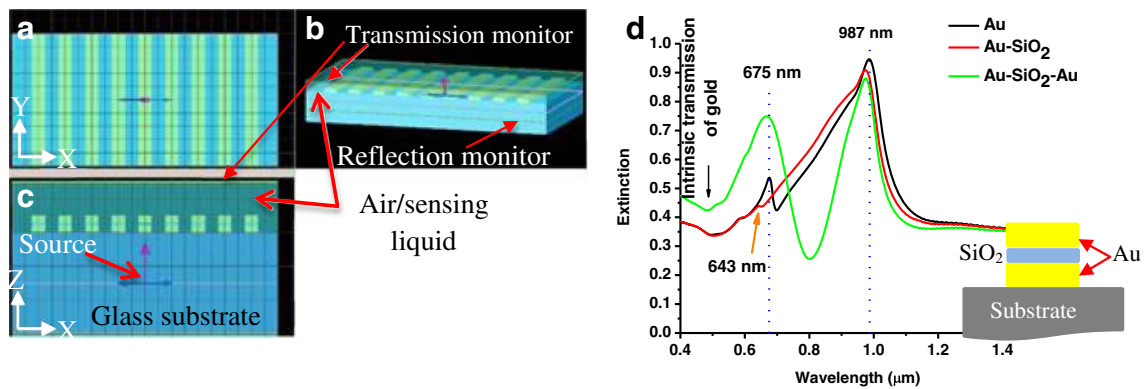 a
Y
X
b
Transmission monitor
Reflection monitor
c
Source
Z
X
Glass substrate
Air/sensing
liquid
d
Extinction
1.0
0.9
0.8
0.7
0.6
0.5
0.4
0.3
0.2
0.1
0.0
0.4
0.6
0.8
1.0
1.2
1.4
Wavelength (μm)
Intrinsic transmission
of gold
675 nm
987 nm
643 nm
Au
Au-SiO₂
Au-SiO₂-Au
SiO₂
Au
Substrate